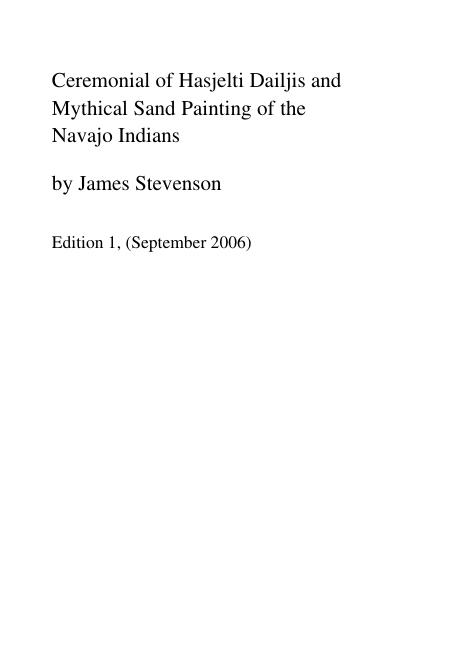 Ceremonial of Hasjelti Dailjis and
Mythical Sand Painting of the
Navajo Indians
by James Stevenson
Edition 1, (September 2006)